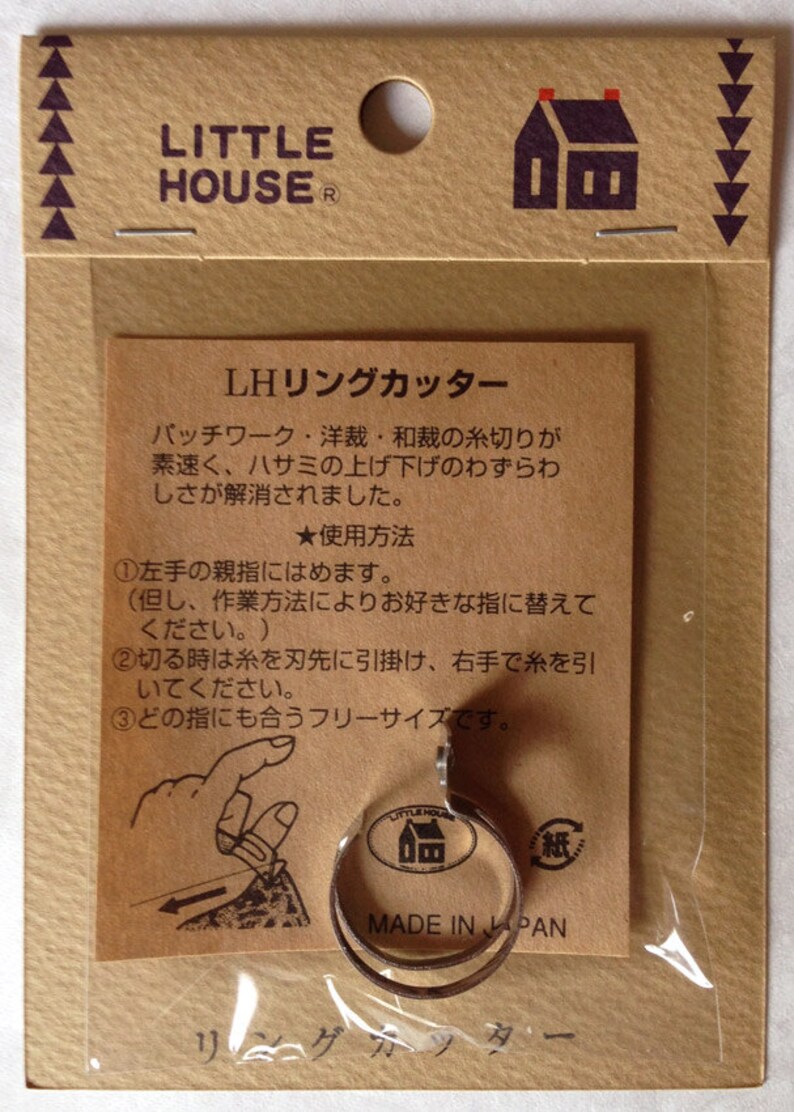 LITTLE
HOUSE®
LHリングカッター
パッチワーク・洋裁・和裁の糸切りが
素速く、ハサミの上げ下げのわずらわ
しさが解消されました。
★使用方法
①左手の親指にはめます。
（但し、作業方法によりお好きな指に替えて
ください。）
②切る時は糸を刃先に引掛け、右手で糸を引
いてください。
③どの指にも合うフリーサイズです。
LITTLE HOUSE
紙
MADE IN JAPAN
リングカッター